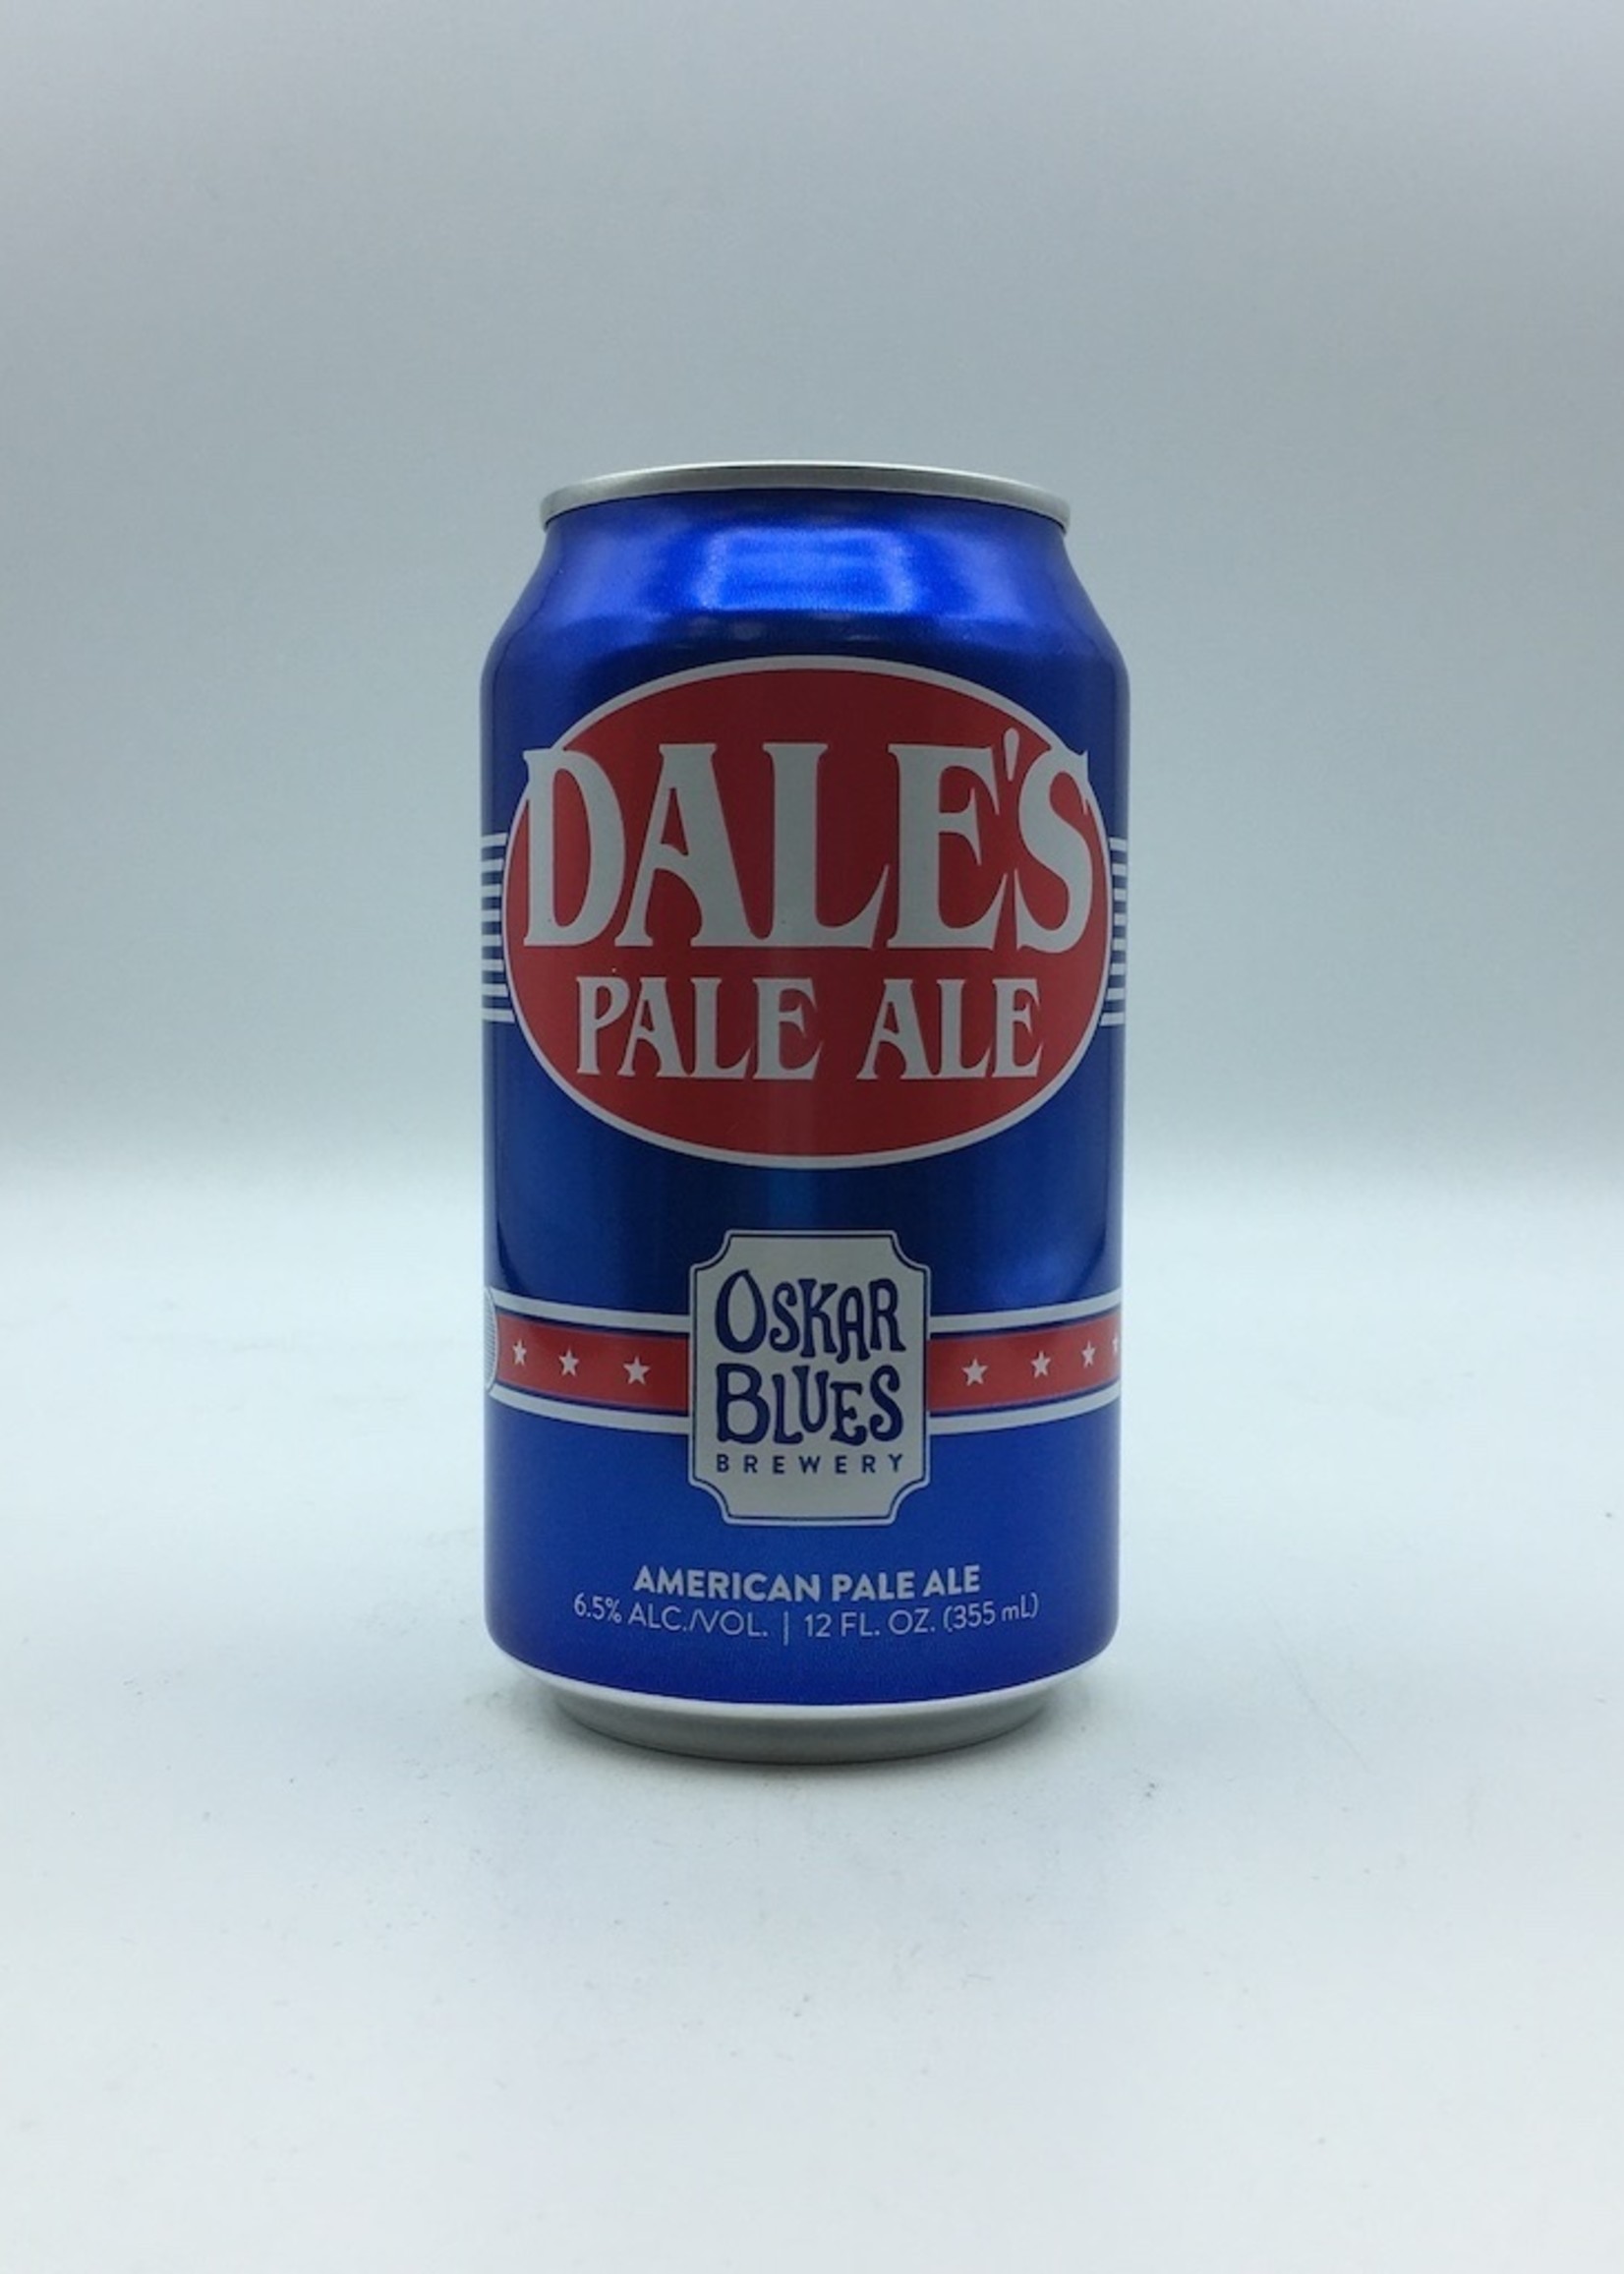 DALE'S
PALE ALE
OSKAR
BLUES
BREWERY
AMERICAN PALE ALE
6.5% ALC./VOL. | 12 FL. OZ. (355 mL)